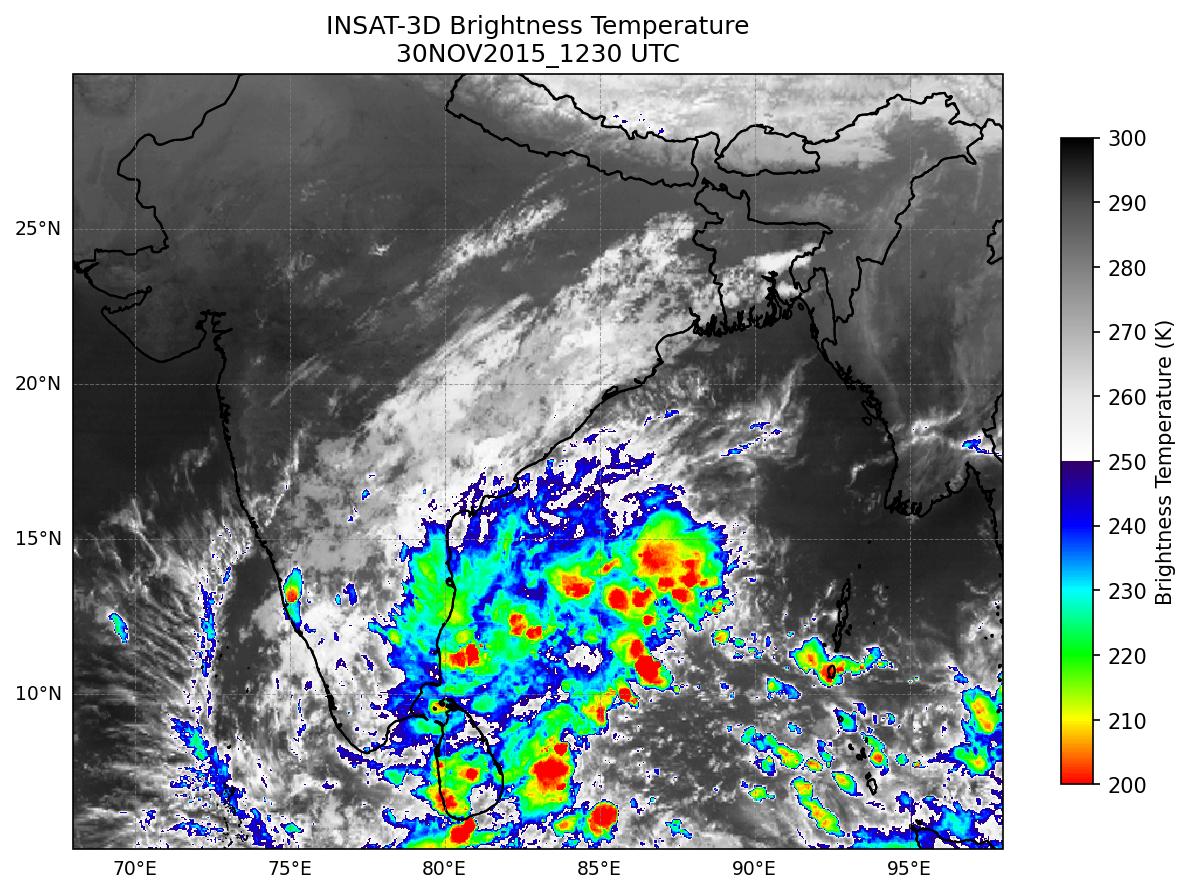 INSAT-3D Brightness Temperature
30NOV2015_1230 UTC
25°N
20°N
15°N
10°N
70°E
75°E
80°E
85°E
90°E
95°E
300
290
280
270
260
250
240
230
220
210
200
Brightness Temperature (K)